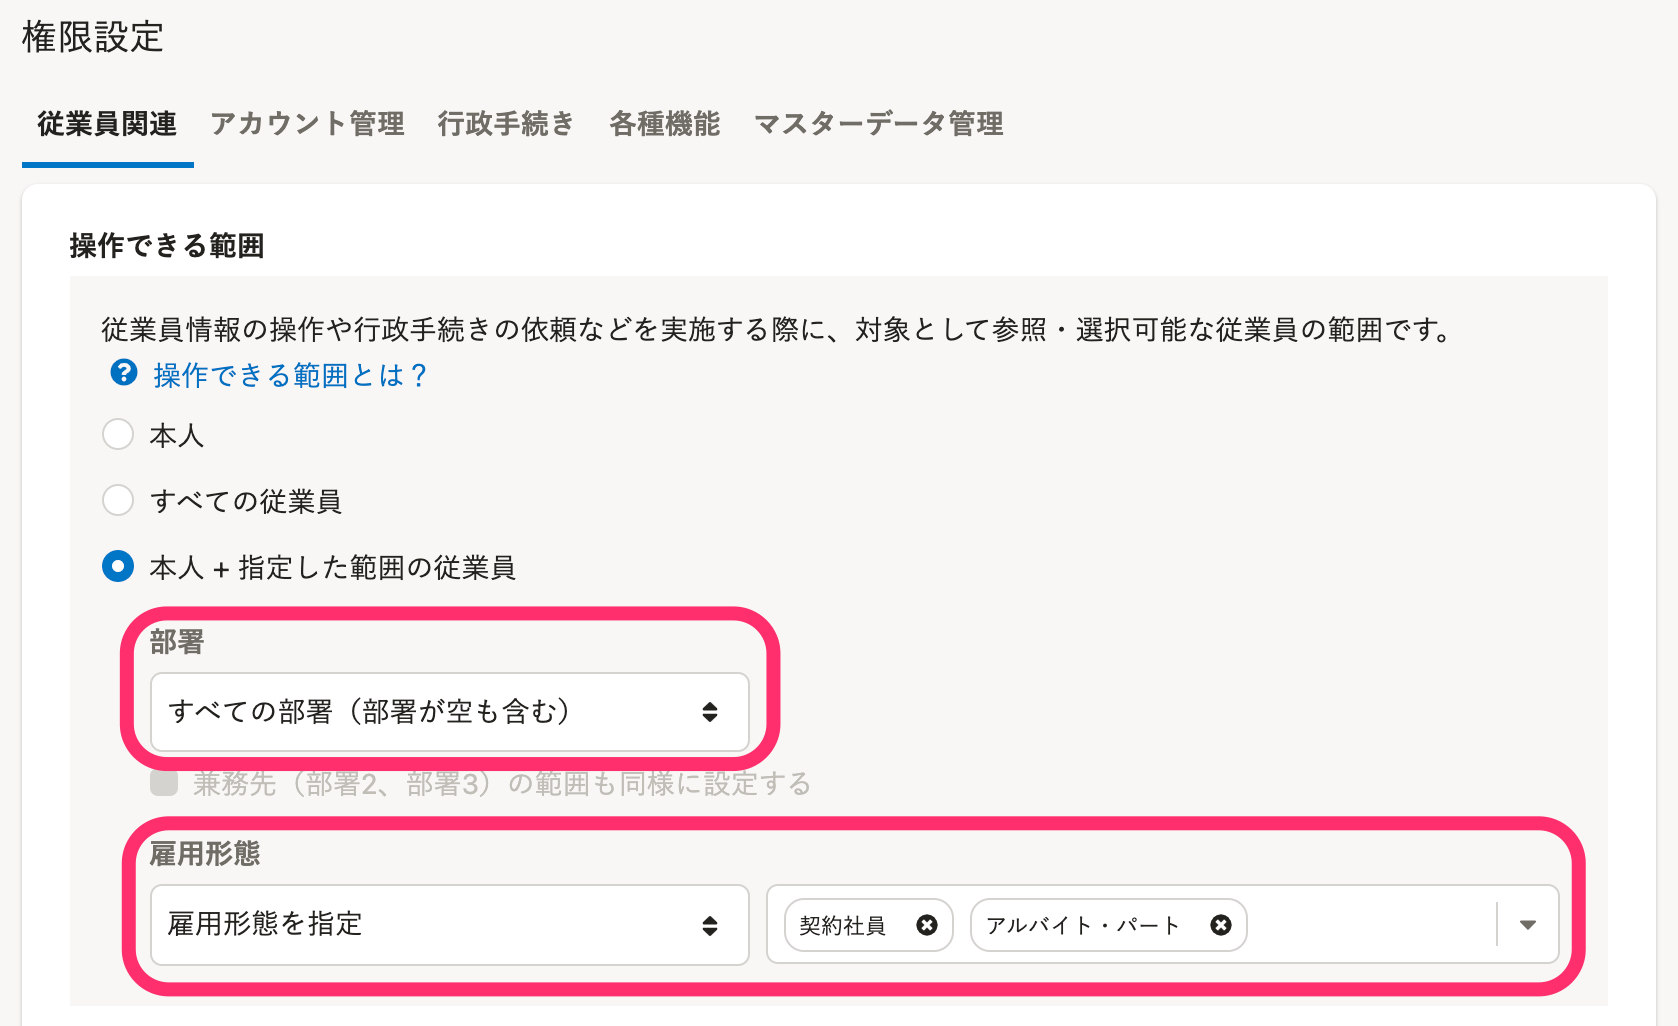 権限設定
従業員関連 アカウント管理 行政手続き 各種機能 マスターデータ管理
操作できる範囲
従業員情報の操作や行政手続きの依頼などを実施する際に、対象として参照・選択可能な従業員の範囲です。
操作できる範囲とは？
本人
すべての従業員
本人 + 指定した範囲の従業員
部署
すべての部署（部署が空も含む）
兼務先（部署2、部署3）の範囲も同様に設定する
雇用形態
雇用形態を指定 契約社員 アルバイト・パート